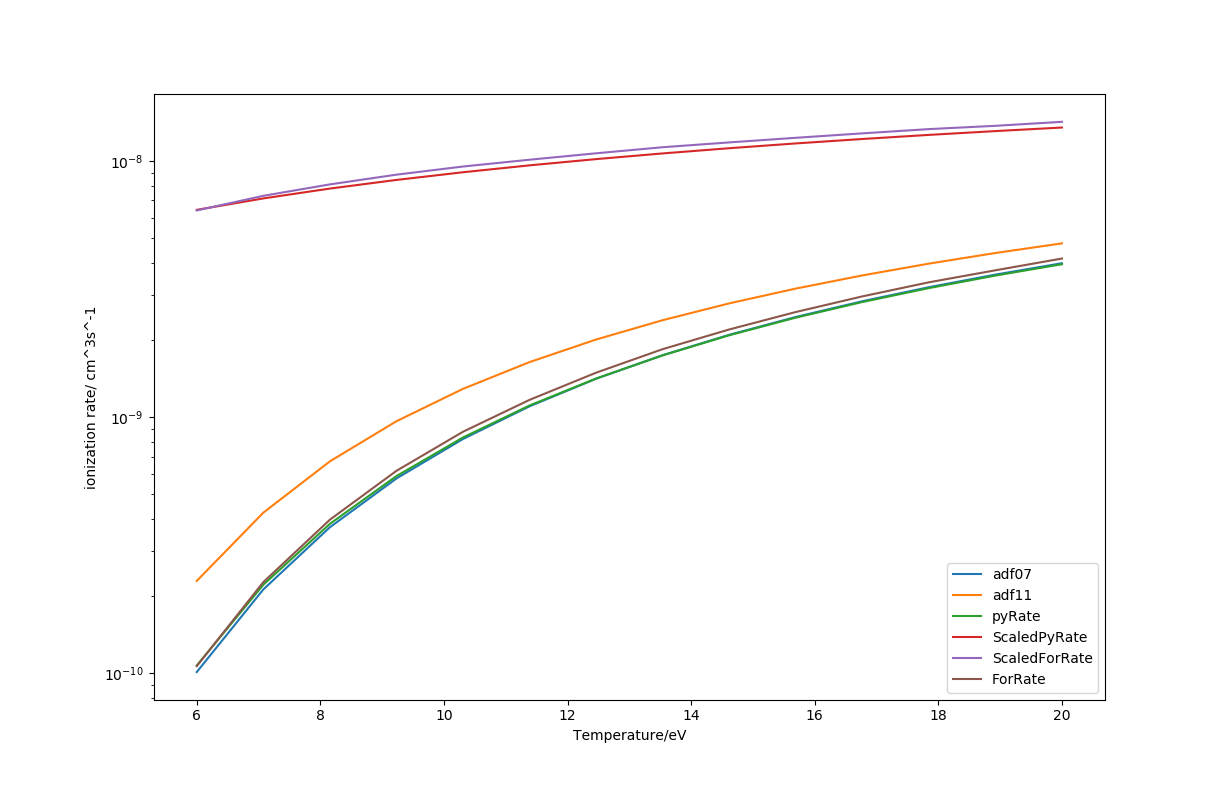 10⁻⁸
10⁻⁹
10⁻¹⁰
ionization rate/ cm^3s^-1
6 8 10 12 14 16 18 20
Temperature/eV
adf07
adf11
pyRate
ScaledPyRate
ScaledForRate
ForRate